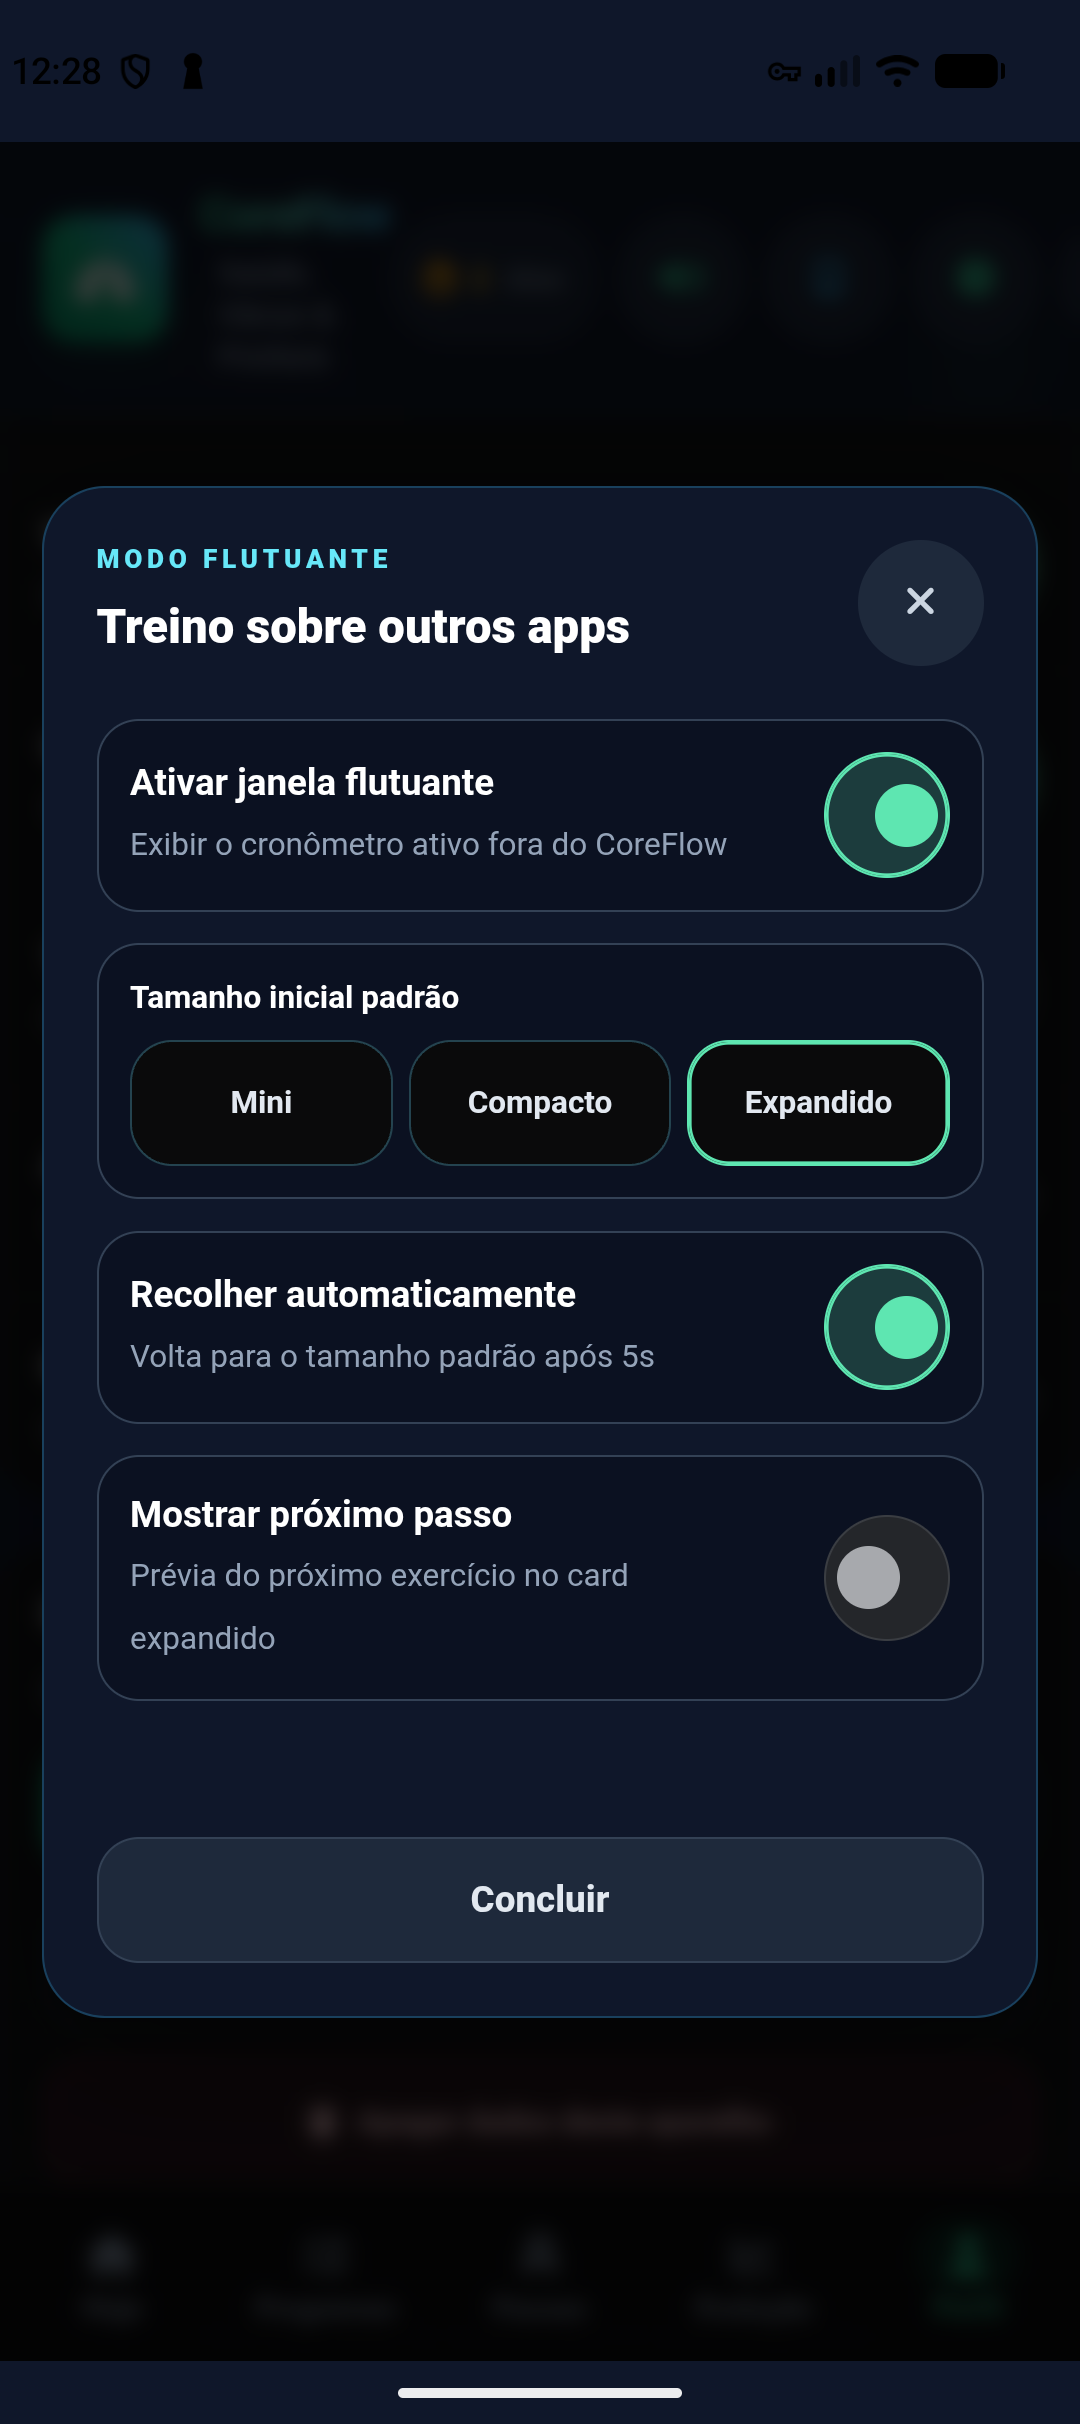 12:28
MODO FLUTUANTE
Treino sobre outros apps
Ativar janela flutuante
Exibir o cronômetro ativo fora do CoreFlow
Tamanho inicial padrão
Mini
Compacto
Expandido
Recolher automaticamente
Volta para o tamanho padrão após 5s
Mostrar próximo passo
Prévia do próximo exercício no card
expandido
Concluir